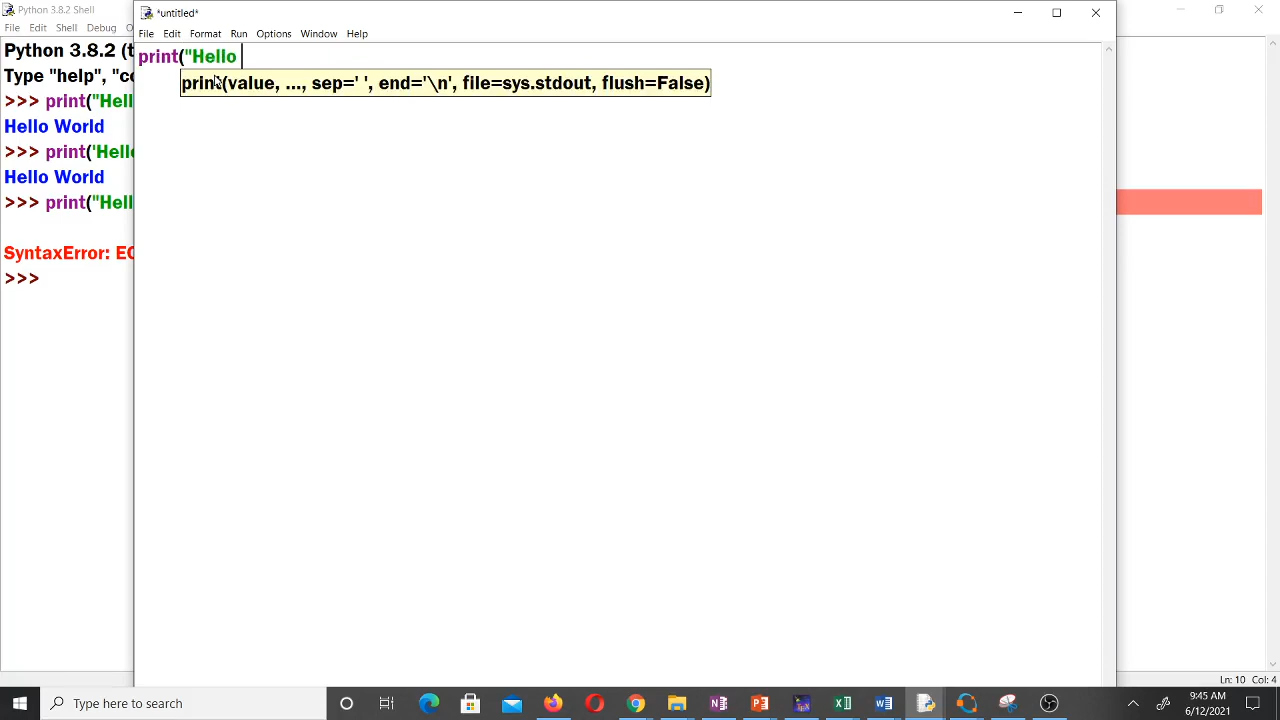 Python 3.8.2 Shell
File Edit Shell Debug O
Python 3.8.2 (t
Type "help", "co
>>> print("Hell
Hello World
>>> print('Hello
Hello World
>>> print("Hell
SyntaxError: EO
>>>
*untitled*
File Edit Format Run Options Window Help
print("Hello
print(value, ..., sep=' ', end='\n', file=sys.stdout, flush=False)
Ln: 10 Col: 4
Type here to search
9:45 AM
6/12/2021